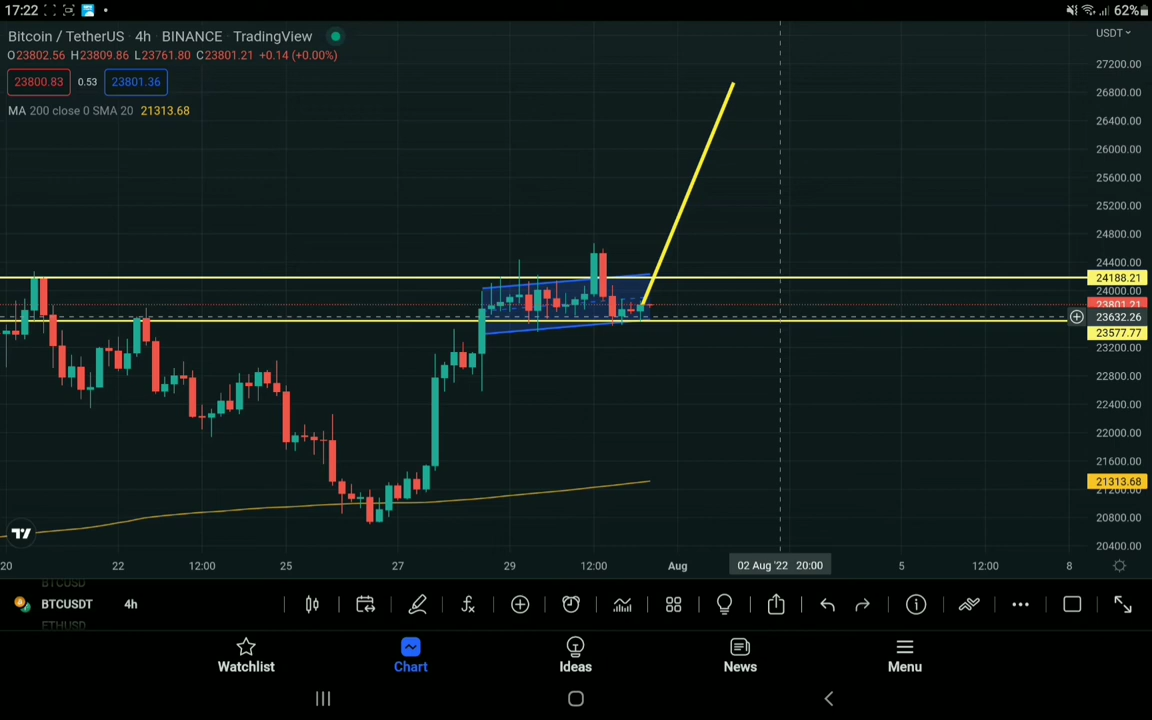 17:22
62%
Bitcoin / TetherUS · 4h · BINANCE · TradingView
USDT
O23802.56 H23809.86 L23761.80 C23801.21 +0.14 (+0.00%)
23800.83 0.53 23801.36
MA 200 close 0 SMA 20 21313.68
27200.00
26800.00
26400.00
26000.00
25600.00
25200.00
24800.00
24400.00
24188.21
24000.00
23801.21
23632.26
23577.77
23200.00
22800.00
22400.00
22000.00
21600.00
21313.68
21200.00
20800.00
20400.00
20 22 12:00 25 27 29 12:00 Aug 02 Aug '22 20:00 5 12:00 8
BTCUSD
BTCUSDT 4h
ETHUSD
Watchlist Chart Ideas News Menu